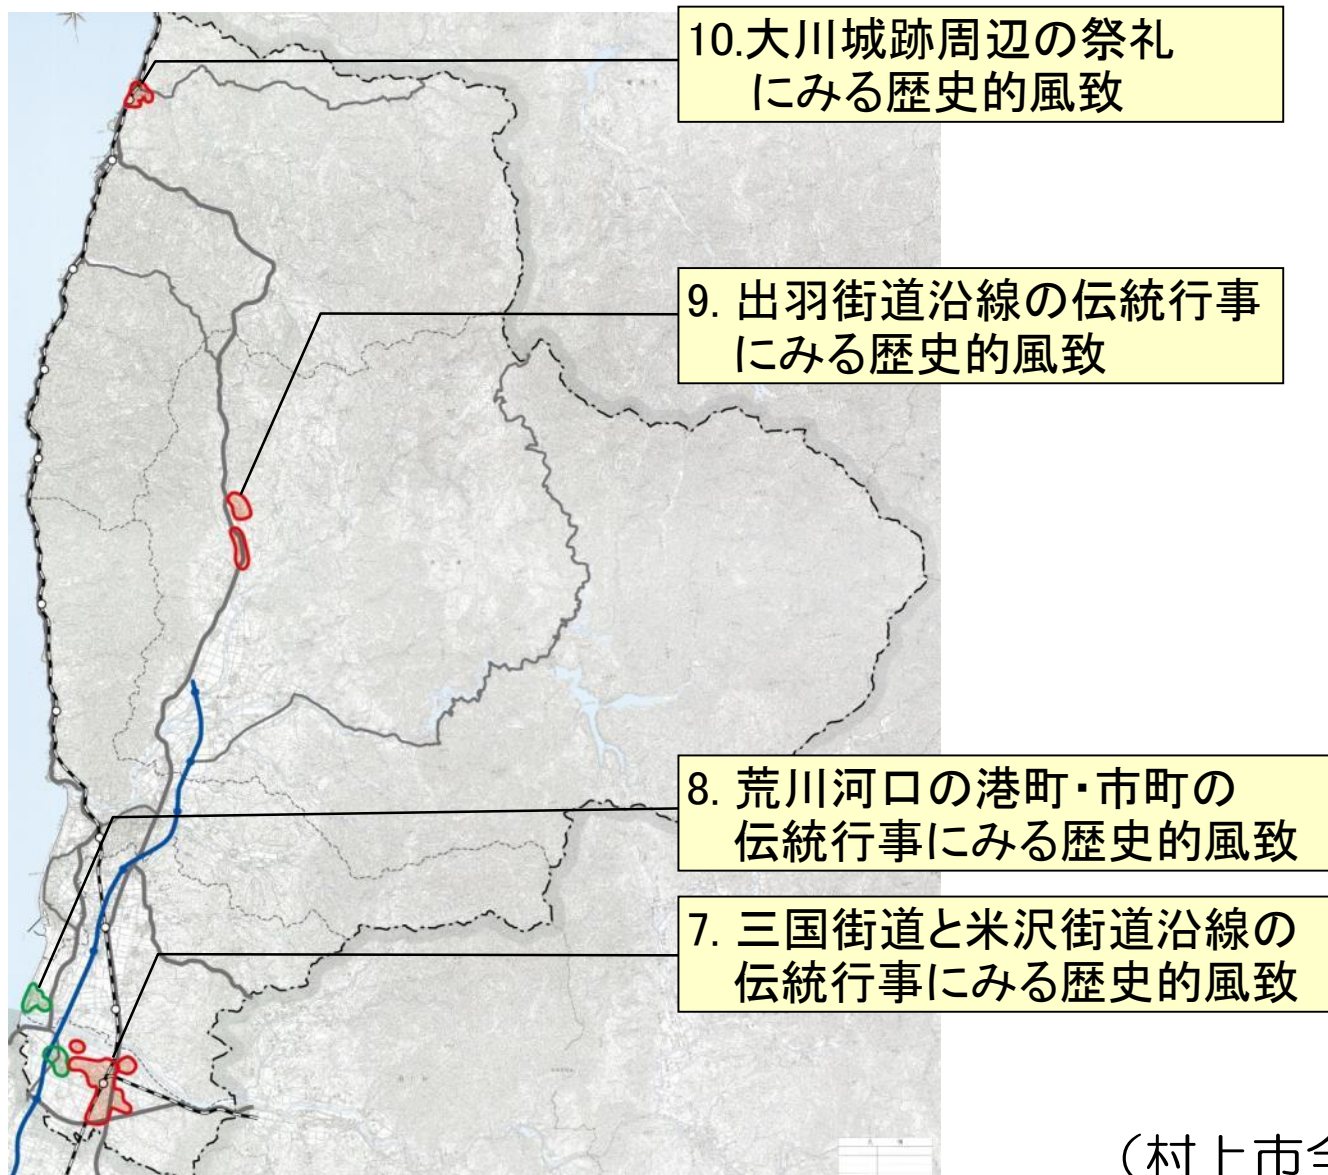 10.大川城跡周辺の祭礼
にみる歴史的風致
9. 出羽街道沿線の伝統行事
にみる歴史的風致
8. 荒川河口の港町・市町の
伝統行事にみる歴史的風致
7. 三国街道と米沢街道沿線の
伝統行事にみる歴史的風致
（村上市全